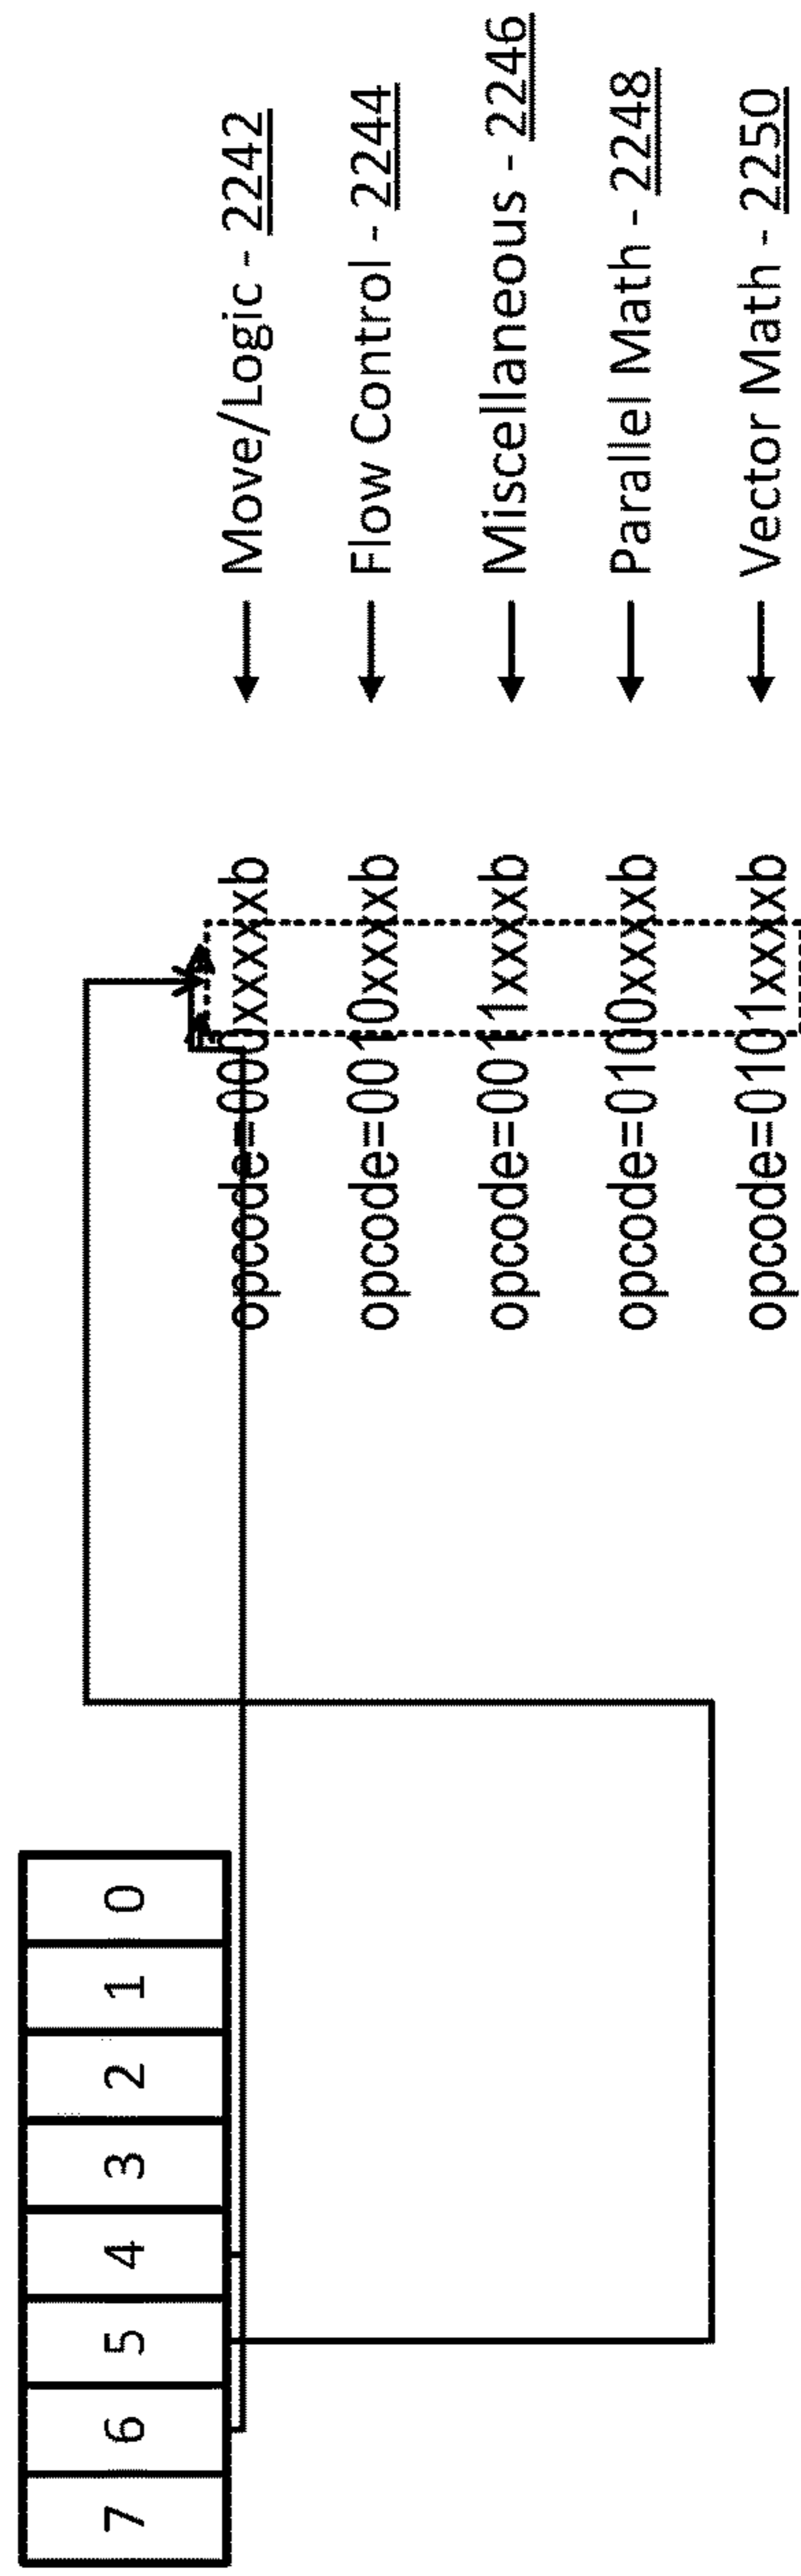 7 6 5 4 3 2 1 0
opcode=000xxxxxb ← Move/Logic - 2242
opcode=0010xxxxb ← Flow Control - 2244
opcode=0011xxxxb ← Miscellaneous - 2246
opcode=0100xxxxb ← Parallel Math - 2248
opcode=0101xxxxb ← Vector Math - 2250